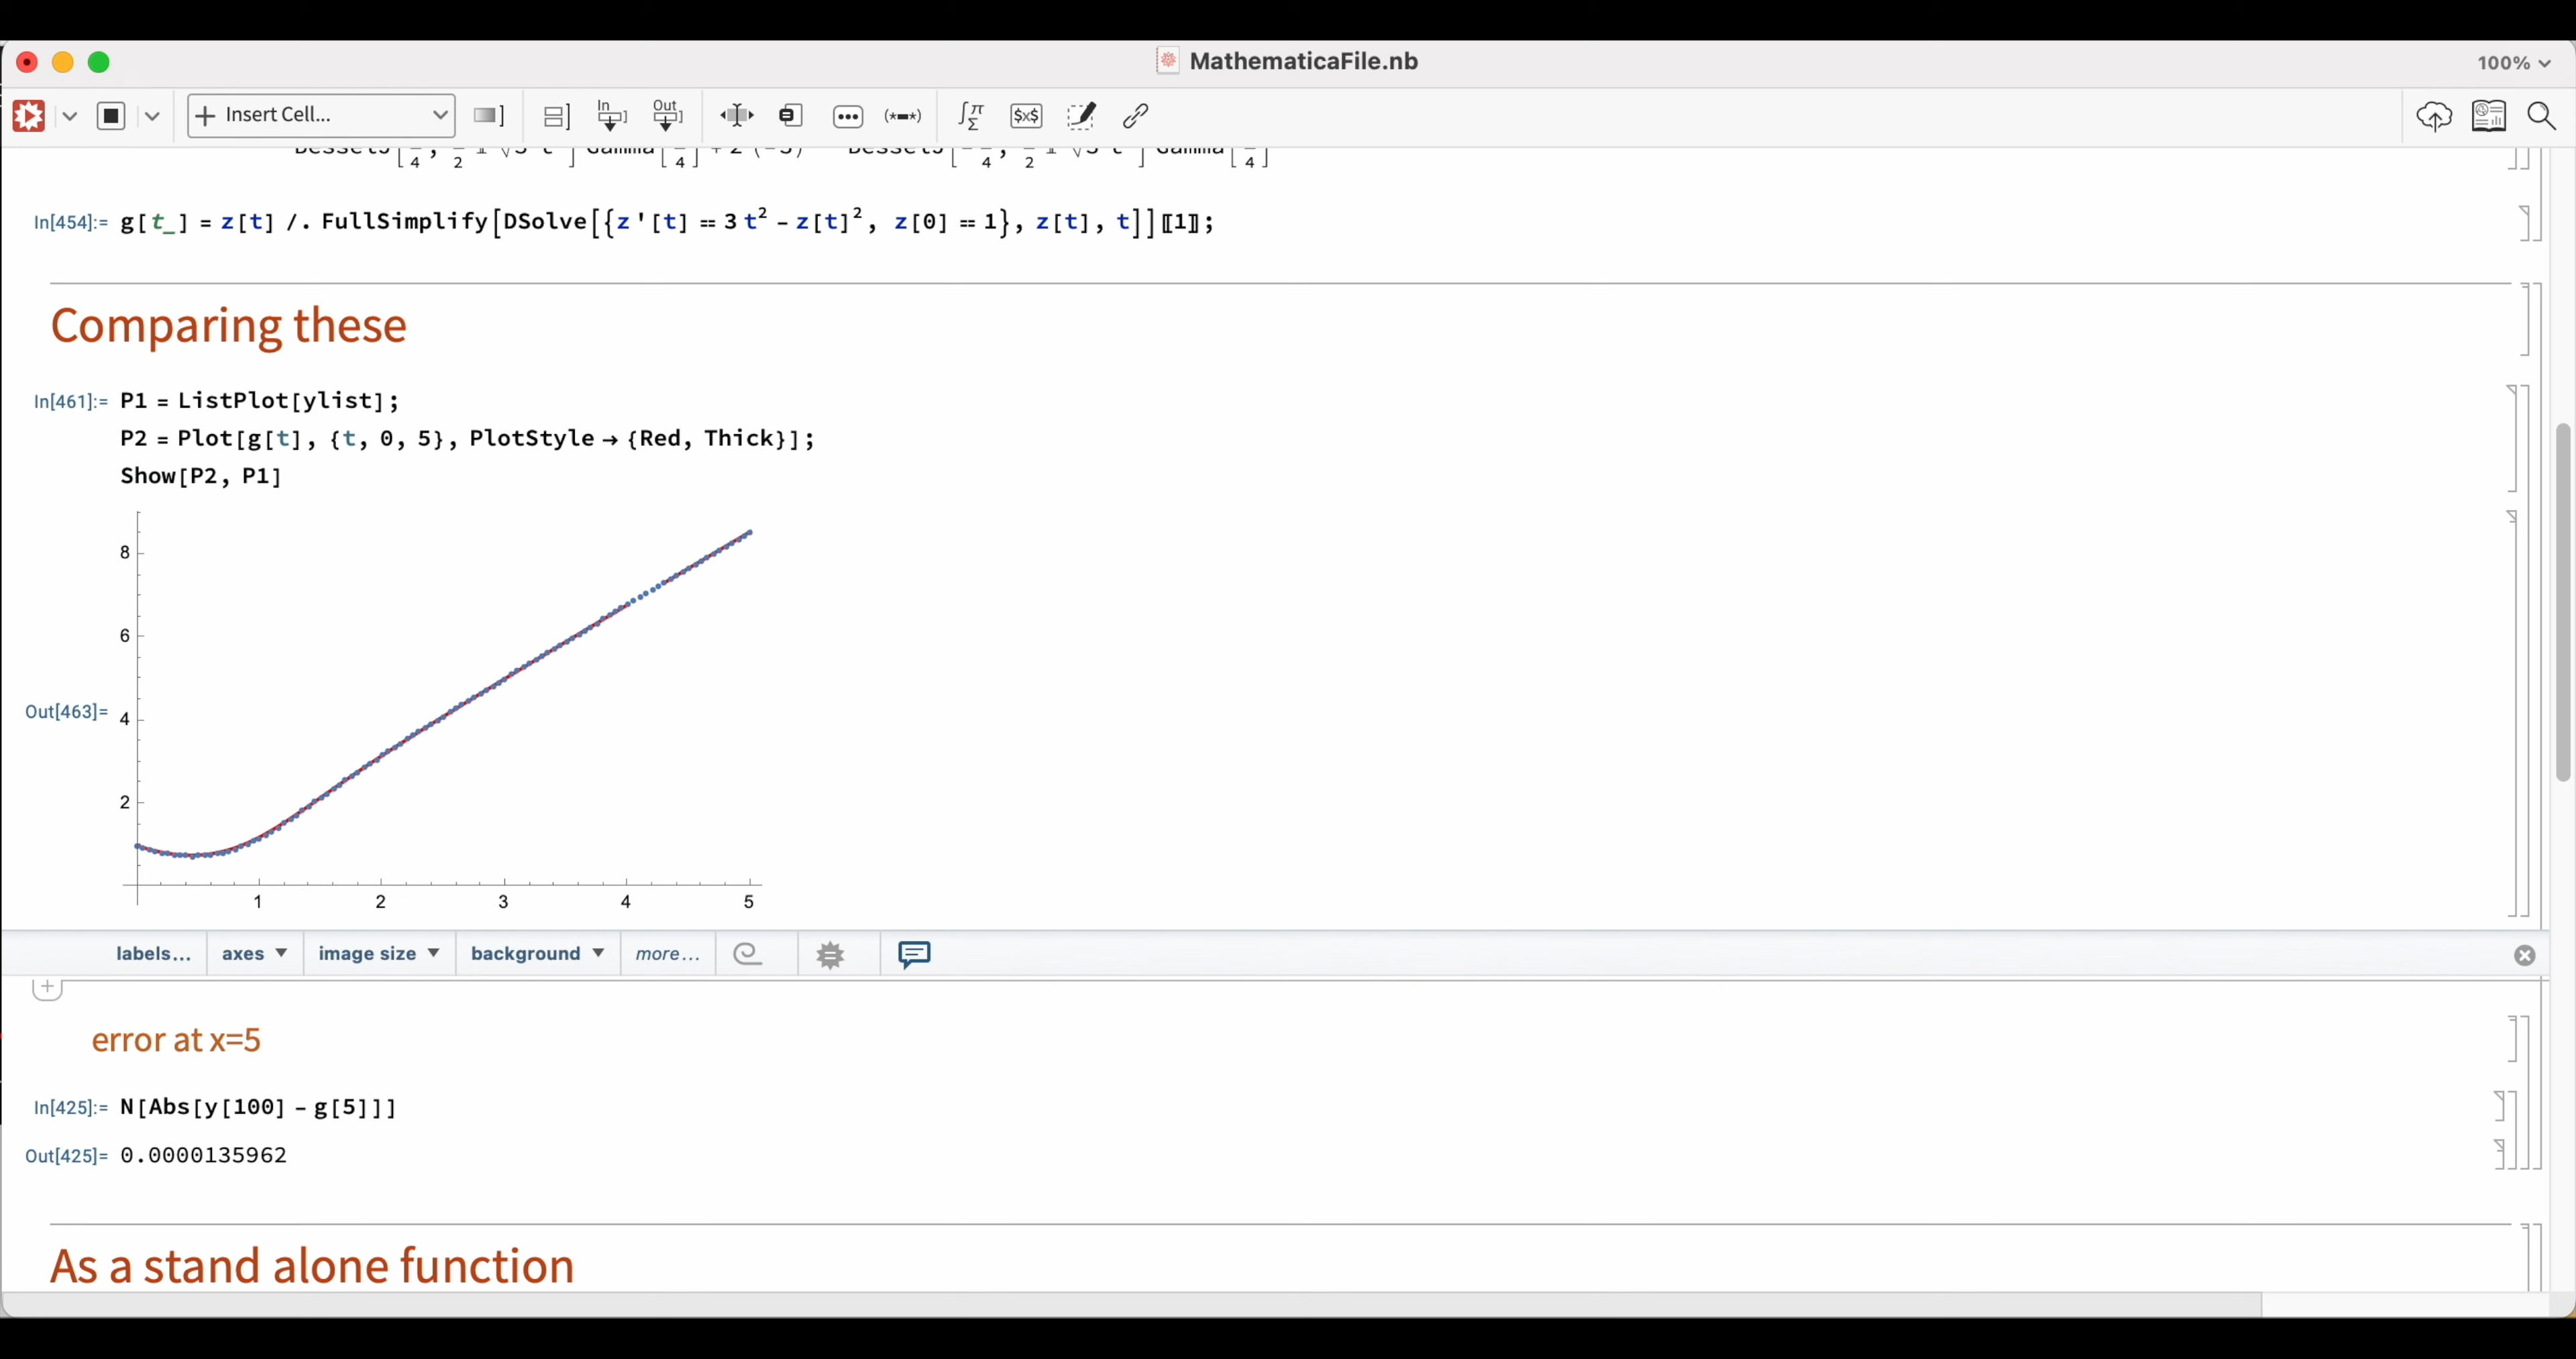 MathematicaFile.nb
100%
Insert Cell...
In
Out
$x$
In[454]:= g[t_] = z[t] /. FullSimplify[DSolve[{z'[t] == 3 t² - z[t]², z[0] == 1}, z[t], t]]〚1〛;
Comparing these
In[461]:= P1 = ListPlot[ylist];
P2 = Plot[g[t], {t, 0, 5}, PlotStyle → {Red, Thick}];
Show[P2, P1]
8
6
Out[463]=
4
2
1 2 3 4 5
labels... axes image size background more...
error at x=5
In[425]:= N[Abs[y[100] - g[5]]]
Out[425]= 0.0000135962
As a stand alone function